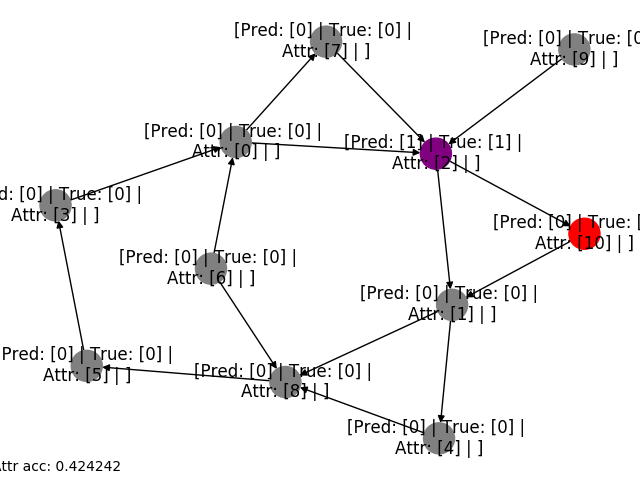 [Pred: [0] | True: [0] |
Attr: [7] | ]
[Pred: [0] | True: [0
Attr: [9] | ]
[Pred: [0] | True: [0] |
Attr: [0] | ]
[Pred: [1] | True: [1] |
Attr: [2] | ]
d: [0] | True: [0] |
Attr: [3] | ]
[Pred: [0] | True: [
Attr: [10] | ]
[Pred: [0] | True: [0] |
Attr: [6] | ]
[Pred: [0] | True: [0] |
Attr: [1] | ]
Pred: [0] | True: [0] |
Attr: [5] | ]
[Pred: [0] | True: [0] |
Attr: [8] | ]
[Pred: [0] | True: [0] |
Attr: [4] | ]
Attr acc: 0.424242